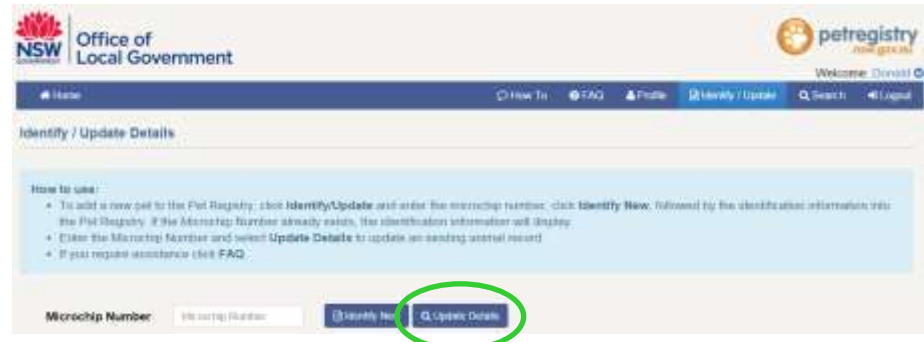 NSW
Office of
Local Government
petregistry
nsw.gov.au
Welcome: Donald
Home
How To
FAQ
Profile
Identify / Update
Search
Logout
Identify / Update Details
How to use:
To add a new pet to the Pet Registry, click Identify/Update and enter the microchip number, click Identify New, followed by the identification information into
the Pet Registry. If the Microchip Number already exists, the identification information will display.
Enter the Microchip Number and select Update Details to update an existing animal record
If you require assistance click FAQ
Microchip Number
Microchip Number
Identify New
Update Details